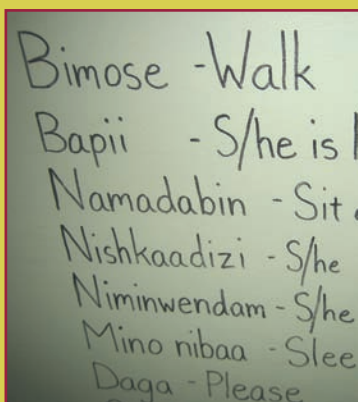 Bimose - Walk
Bapii - S/he is
Namadabin - Sit
Nishkaadizi - S/he
Niminwendam - S/he
Mino nibaa - Slee
Daga - Please